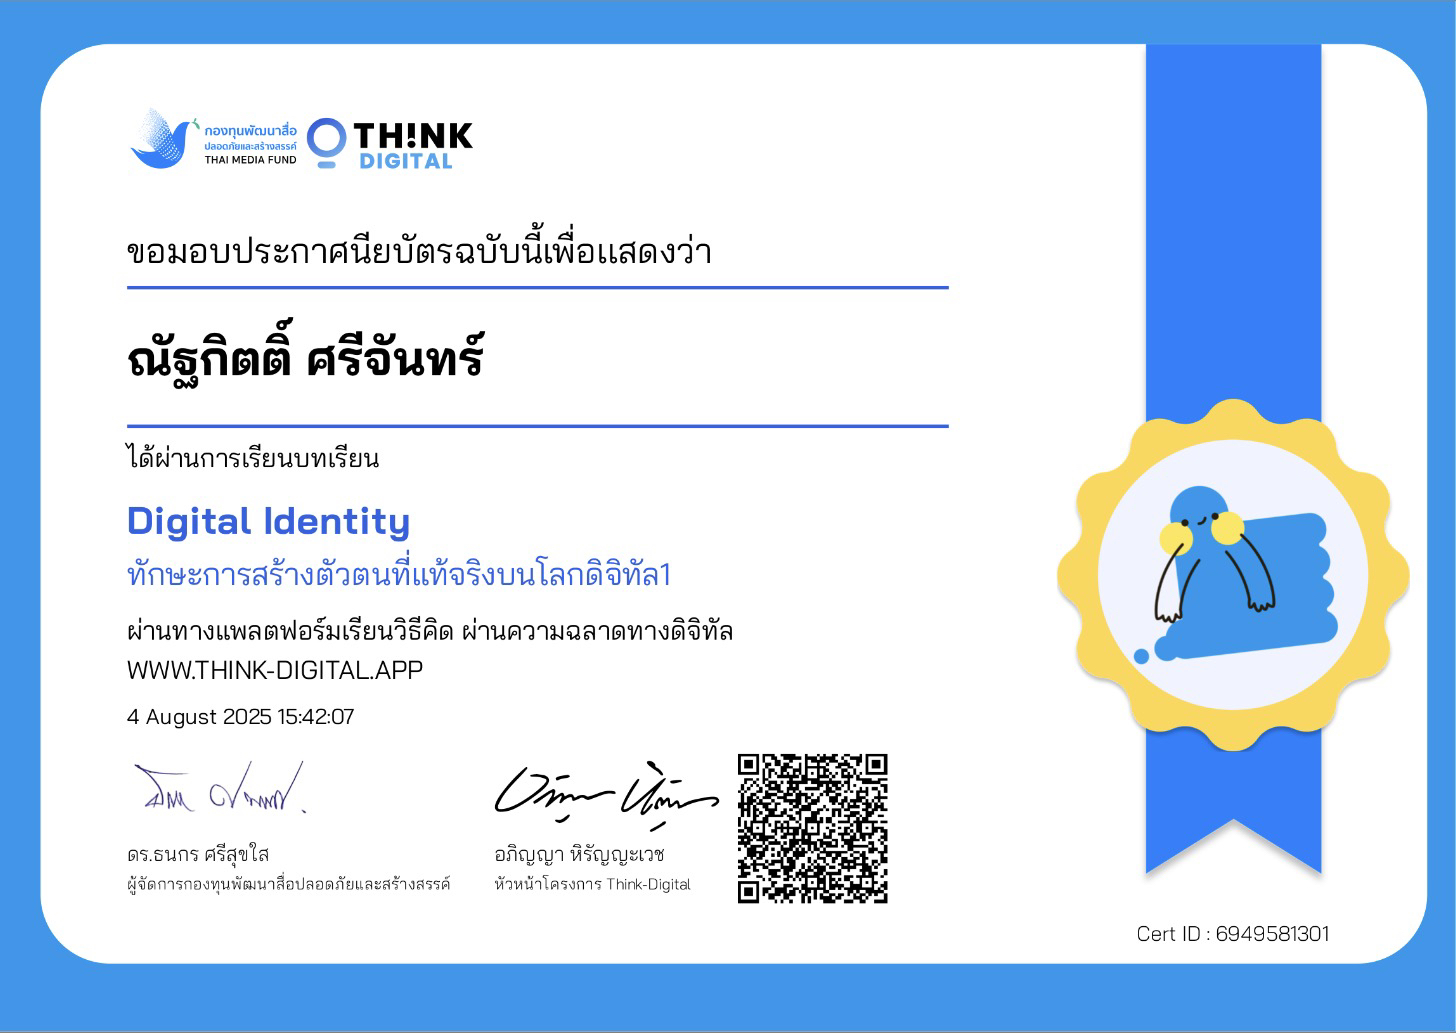 กองทุนพัฒนาสื่อ
ปลอดภัยและสร้างสรรค์
THAI MEDIA FUND
TH!NK
DIGITAL
ขอมอบประกาศนียบัตรฉบับนี้เพื่อแสดงว่า
ณัฐกิตติ์ ศรีจันทร์
ได้ผ่านการเรียนบทเรียน
Digital Identity
ทักษะการสร้างตัวตนที่แท้จริงบนโลกดิจิทัล1
ผ่านทางแพลตฟอร์มเรียนวิธีคิด ผ่านความฉลาดทางดิจิทัล
WWW.THINK-DIGITAL.APP
4 August 2025 15:42:07
ดร.ธนกร ศรีสุขใส
ผู้จัดการกองทุนพัฒนาสื่อปลอดภัยและสร้างสรรค์
อภิญญา หิรัญญะเวช
หัวหน้าโครงการ Think-Digital
Cert ID : 6949581301